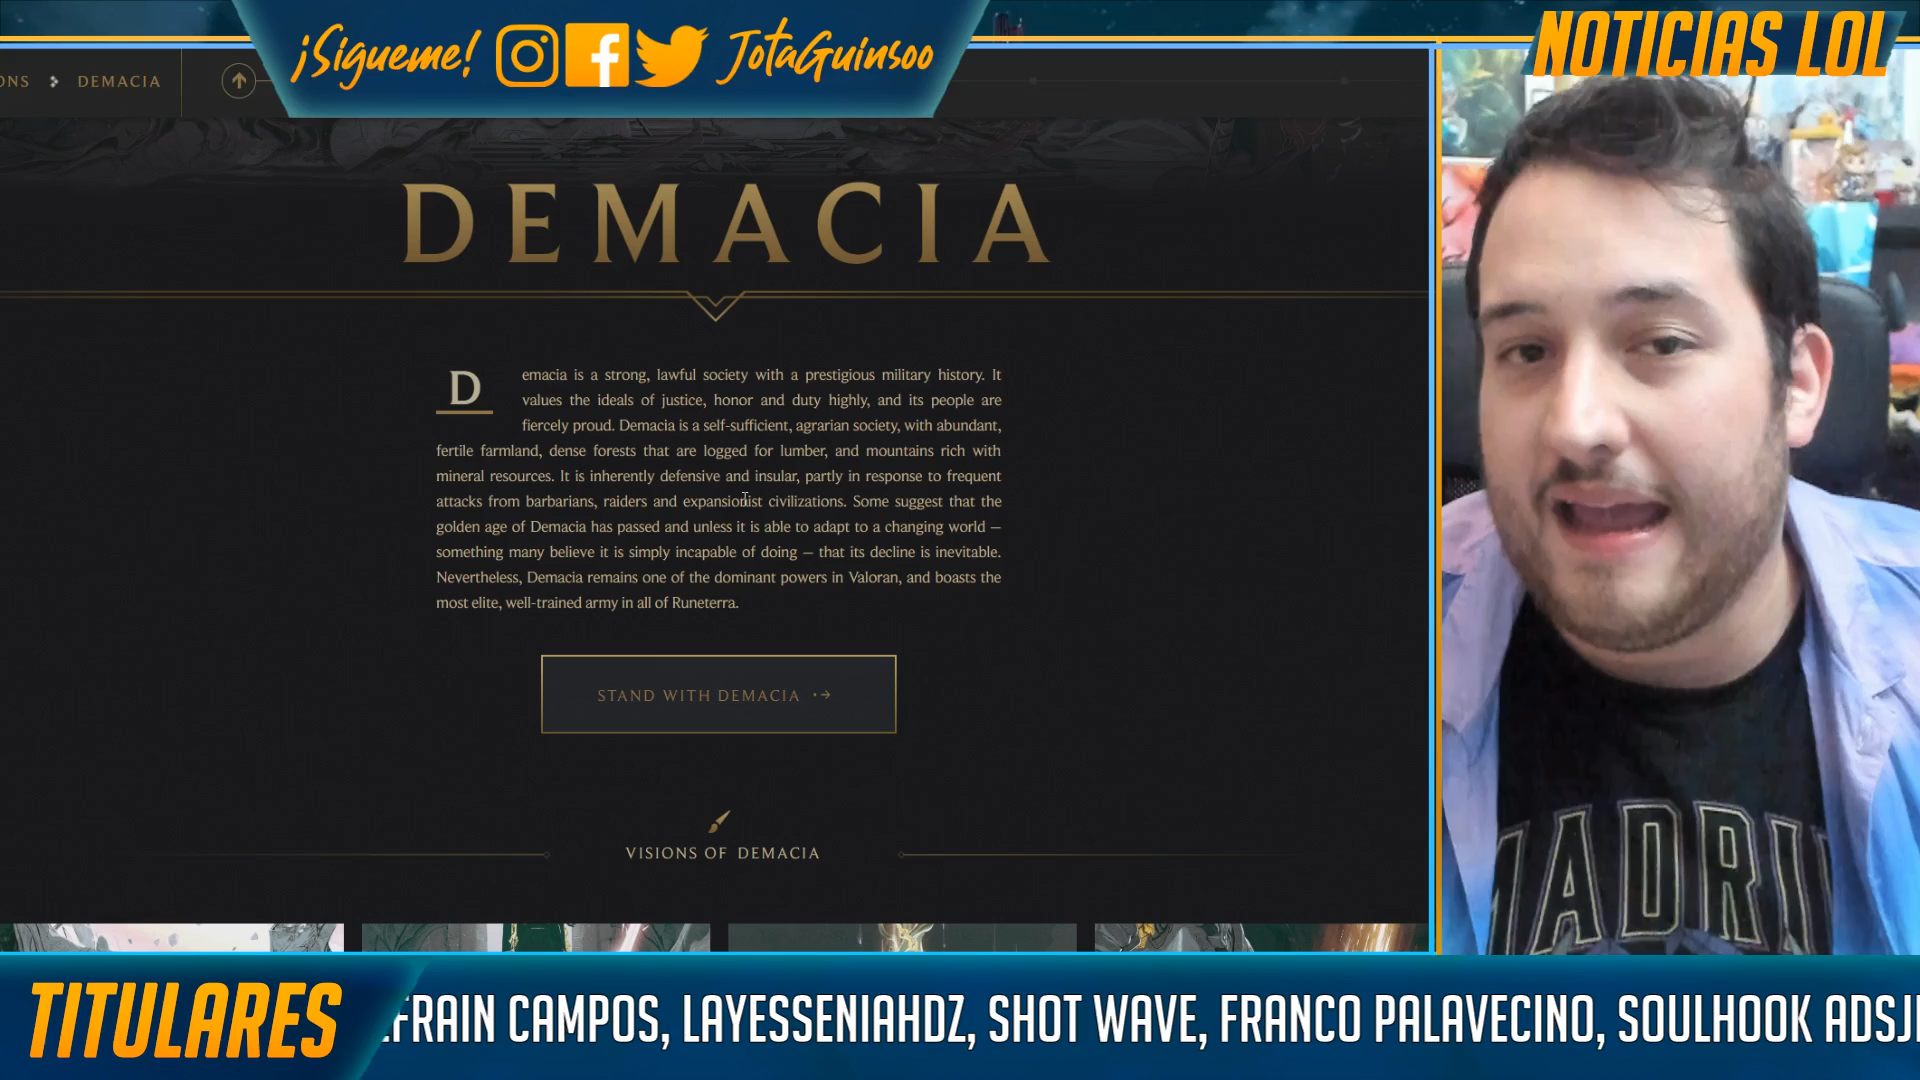 ¡Sigueme! JotaGuinsoo
NOTICIAS LOL
ONS DEMACIA
DEMACIA
Demacia is a strong, lawful society with a prestigious military history. It
values the ideals of justice, honor and duty highly, and its people are
fiercely proud. Demacia is a self-sufficient, agrarian society, with abundant,
fertile farmland, dense forests that are logged for lumber, and mountains rich with
mineral resources. It is inherently defensive and insular, partly in response to frequent
attacks from barbarians, raiders and expansionist civilizations. Some suggest that the
golden age of Demacia has passed and unless it is able to adapt to a changing world –
something many believe it is simply incapable of doing – that its decline is inevitable.
Nevertheless, Demacia remains one of the dominant powers in Valoran, and boasts the
most elite, well-trained army in all of Runeterra.
STAND WITH DEMACIA
VISIONS OF DEMACIA
MADRI
TITULARES
EFRAIN CAMPOS, LAYESSENIAHDZ, SHOT WAVE, FRANCO PALAVECINO, SOULHOOK ADSJ